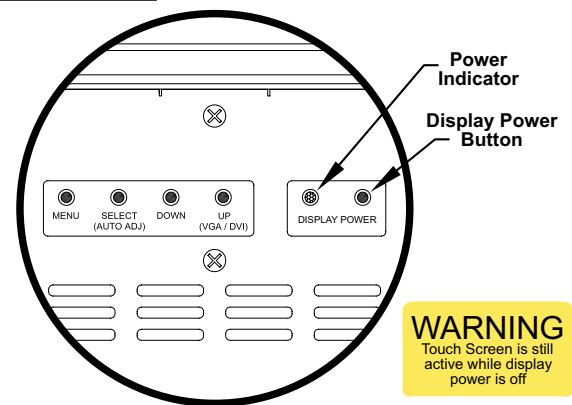 Power
Indicator
Display Power
Button
MENU
SELECT
(AUTO ADJ)
DOWN
UP
(VGA / DVI)
DISPLAY POWER
WARNING
Touch Screen is still
active while display
power is off